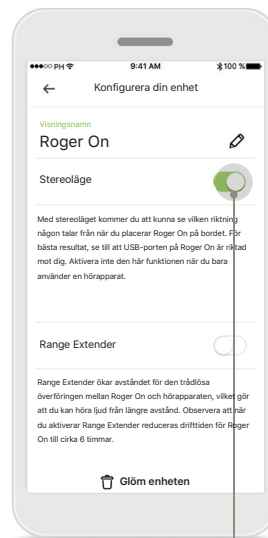 PH 9:41 AM 100 %
Konfigurera din enhet
Visningsnamn
Roger On
Stereoläge
Med stereoläget kommer du att kunna se vilken riktning
någon talar från när du placerar Roger On på bordet. För
bästa resultat, se till att USB-porten på Roger On är riktad
mot dig. Aktivera inte den här funktionen när du bara
använder en hörapparat.
Range Extender
Range Extender ökar avståndet för den trådlösa
överföringen mellan Roger On och hörapparaten, vilket gör
att du kan höra ljud från längre avstånd. Observera att när
du aktiverar Range Extender reduceras drifttiden för Roger
On till cirka 6 timmar.
Glöm enheten